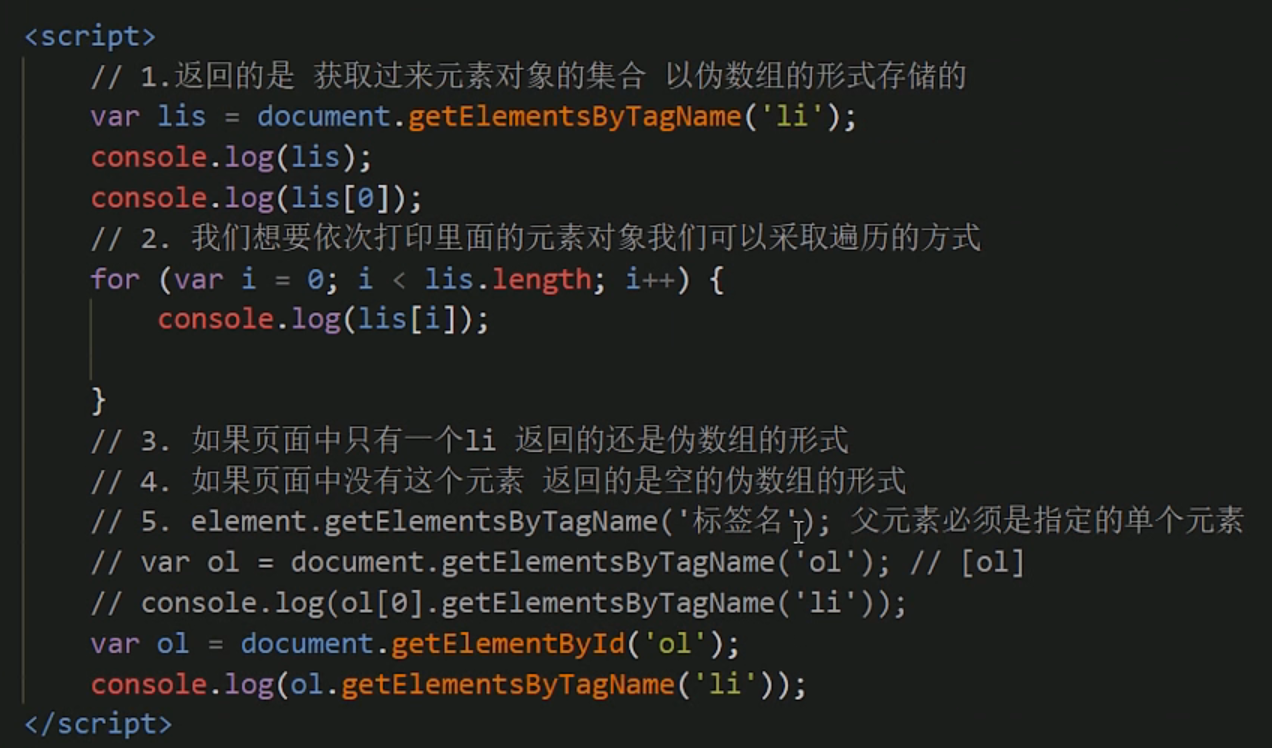 <script>
// 1.返回的是 获取过来元素对象的集合 以伪数组的形式存储的
var lis = document.getElementsByTagName('li');
console.log(lis);
console.log(lis[0]);
// 2. 我们想要依次打印里面的元素对象我们可以采取遍历的方式
for (var i = 0; i < lis.length; i++) {
console.log(lis[i]);
}
// 3. 如果页面中只有一个li 返回的还是伪数组的形式
// 4. 如果页面中没有这个元素 返回的是空的伪数组的形式
// 5. element.getElementsByTagName('标签名'); 父元素必须是指定的单个元素
// var ol = document.getElementsByTagName('ol'); // [ol]
// console.log(ol[0].getElementsByTagName('li'));
var ol = document.getElementById('ol');
console.log(ol.getElementsByTagName('li'));
</script>